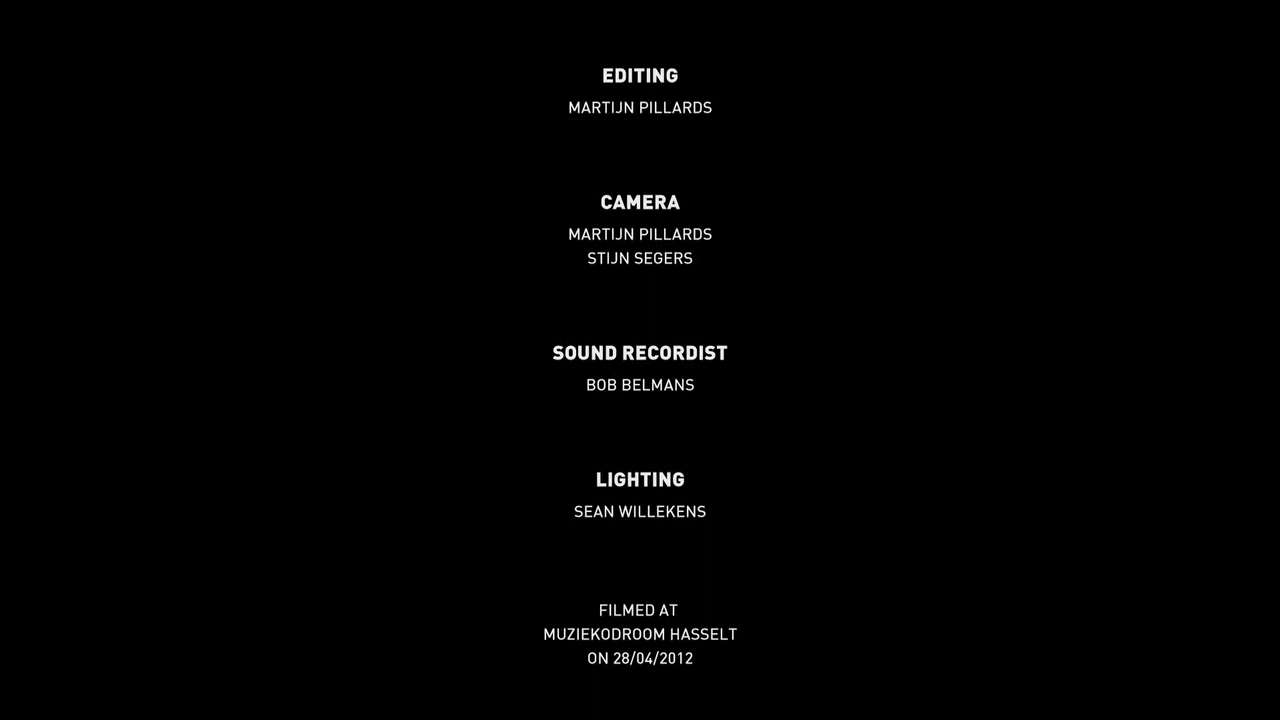 EDITING
MARTIJN PILLARDS
CAMERA
MARTIJN PILLARDS
STIJN SEGERS
SOUND RECORDIST
BOB BELMANS
LIGHTING
SEAN WILLEKENS
FILMED AT
MUZIEKODROOM HASSELT
ON 28/04/2012